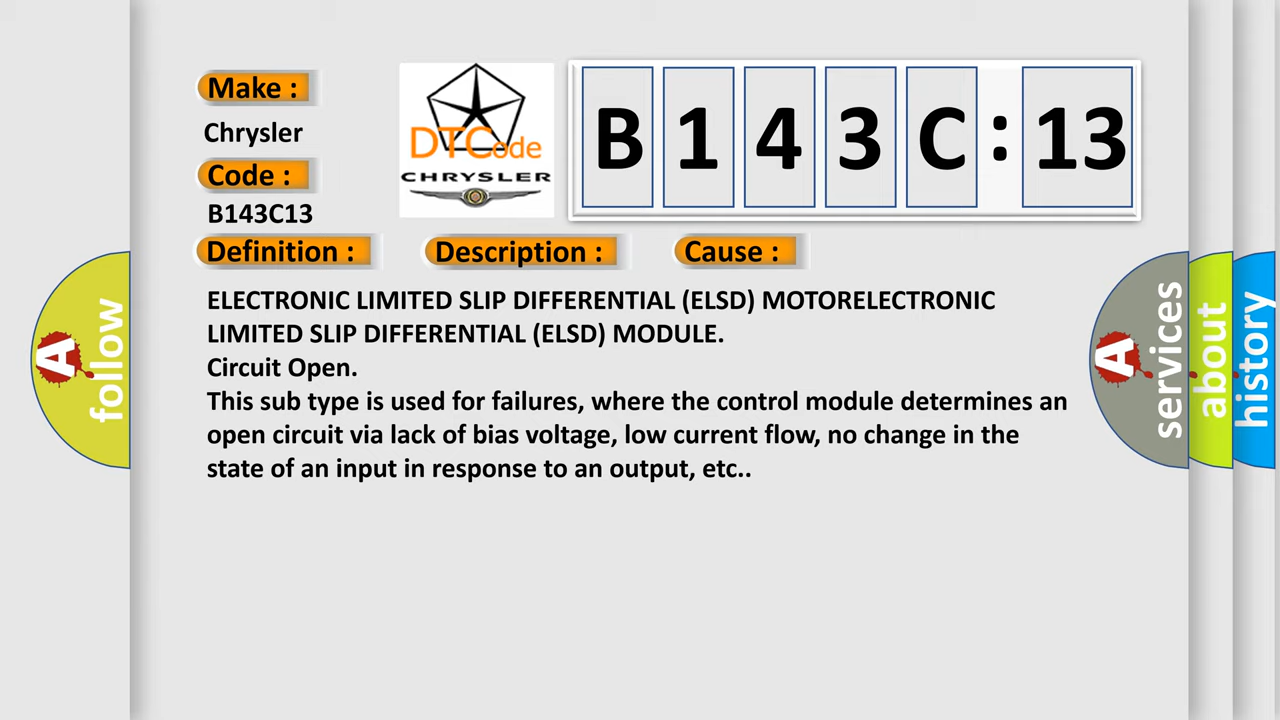 Make :
Chrysler
Code :
B143C13
DTCode
CHRYSLER
B143C:13
Definition :
Description :
Cause :
ELECTRONIC LIMITED SLIP DIFFERENTIAL (ELSD) MOTORELECTRONIC
LIMITED SLIP DIFFERENTIAL (ELSD) MODULE.
Circuit Open.
This sub type is used for failures, where the control module determines an
open circuit via lack of bias voltage, low current flow, no change in the
state of an input in response to an output, etc..
A follow
A services
about
history